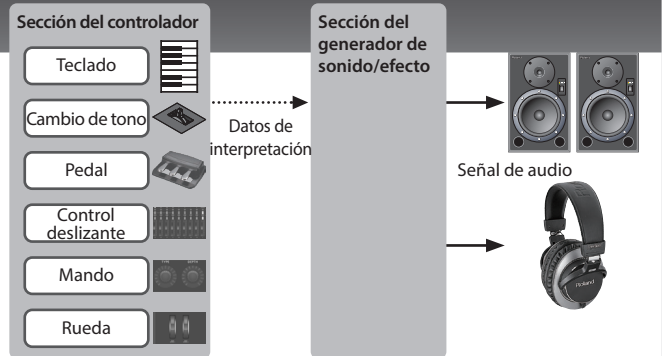 Sección del controlador
Teclado
Cambio de tono
Pedal
Control
deslizante
Mando
Rueda
Datos de
interpretación
Sección del
generador de
sonido/efecto
Señal de audio
Roland